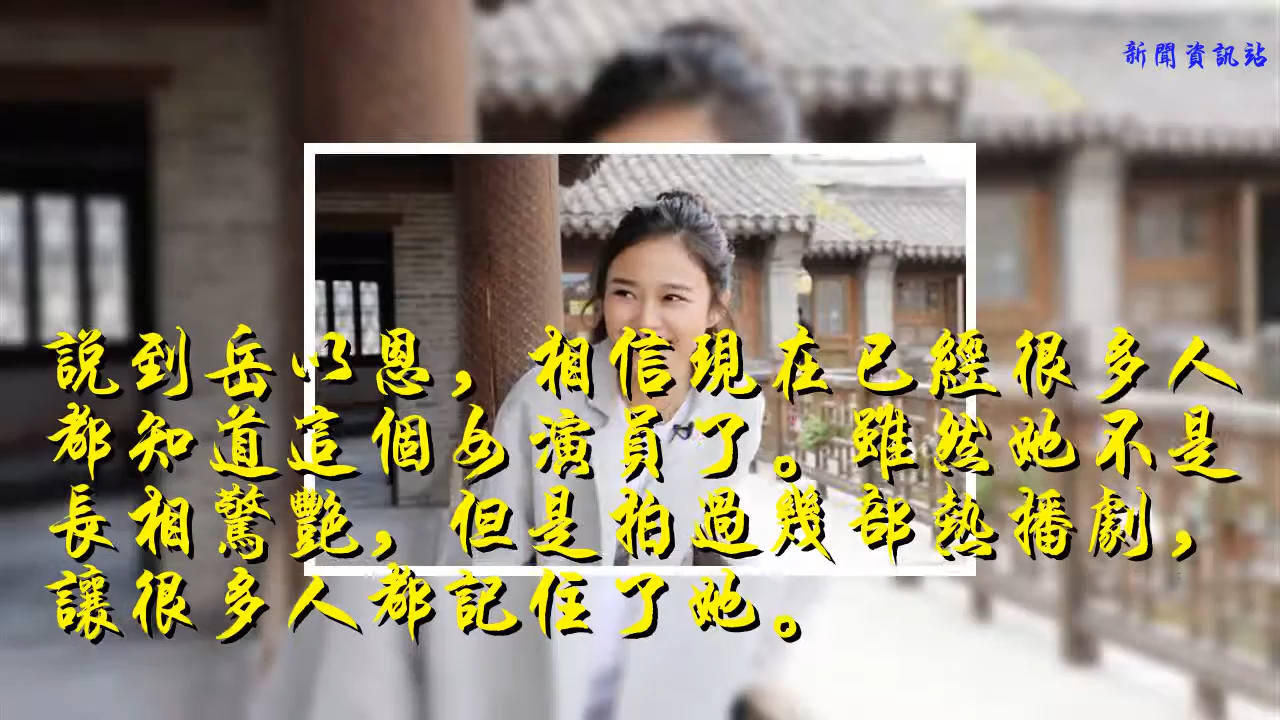 新聞資訊站
說到岳以恩，相信現在已經很多人
都知道這個女演員了。雖然她不是
長相驚艷，但是拍過幾部熱播劇，
讓很多人都記住了她。